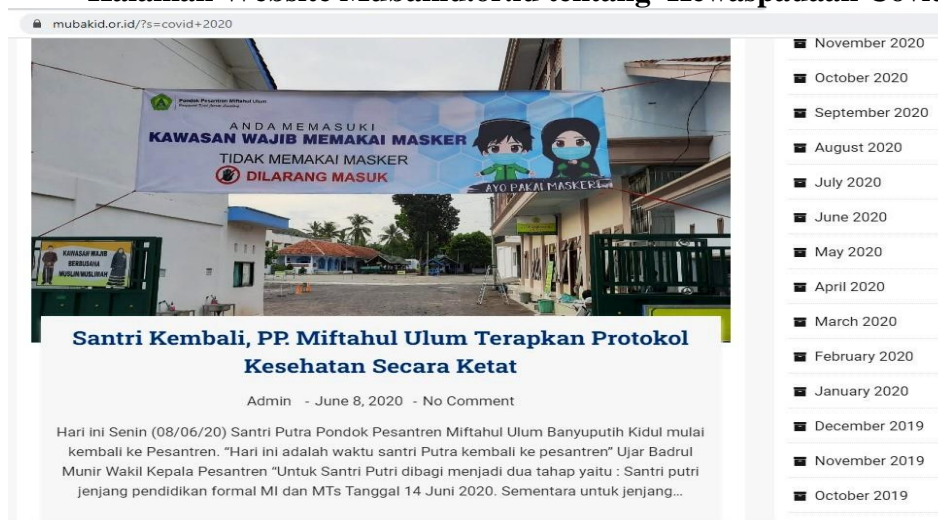 mubakid.or.id/?s=covid+2020
Pondok Pesantren Miftahul Ulum
ANDA MEMASUKI
KAWASAN WAJIB MEMAKAI MASKER
TIDAK MEMAKAI MASKER
DILARANG MASUK
AYO PAKAI MASKER!
KAWASAN WAJIB
BERBUSANA
MUSLIM/MUSLIMAH
Santri Kembali, PP. Miftahul Ulum Terapkan Protokol
Kesehatan Secara Ketat
Admin - June 8, 2020 - No Comment
Hari ini Senin (08/06/20) Santri Putra Pondok Pesantren Miftahul Ulum Banyuputih Kidul mulai
kembali ke Pesantren. “Hari ini adalah waktu santri Putra kembali ke pesantren” Ujar Badrul
Munir Wakil Kepala Pesantren “Untuk Santri Putri dibagi menjadi dua tahap yaitu : Santri putri
jenjang pendidikan formal MI dan MTs Tanggal 14 Juni 2020. Sementara untuk jenjang...
November 2020
October 2020
September 2020
August 2020
July 2020
June 2020
May 2020
April 2020
March 2020
February 2020
January 2020
December 2019
November 2019
October 2019